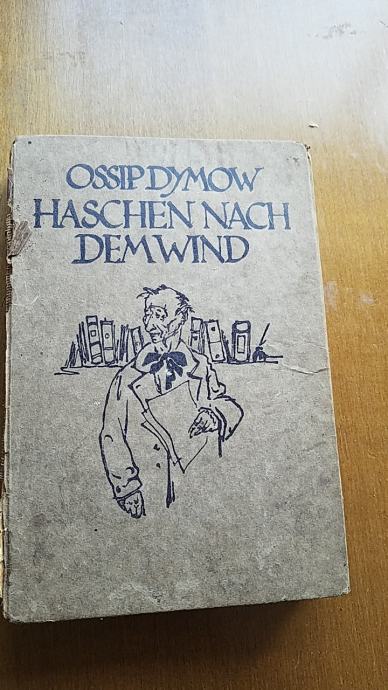 OSSIP DYMOW
HASCHEN NACH
DEM WIND